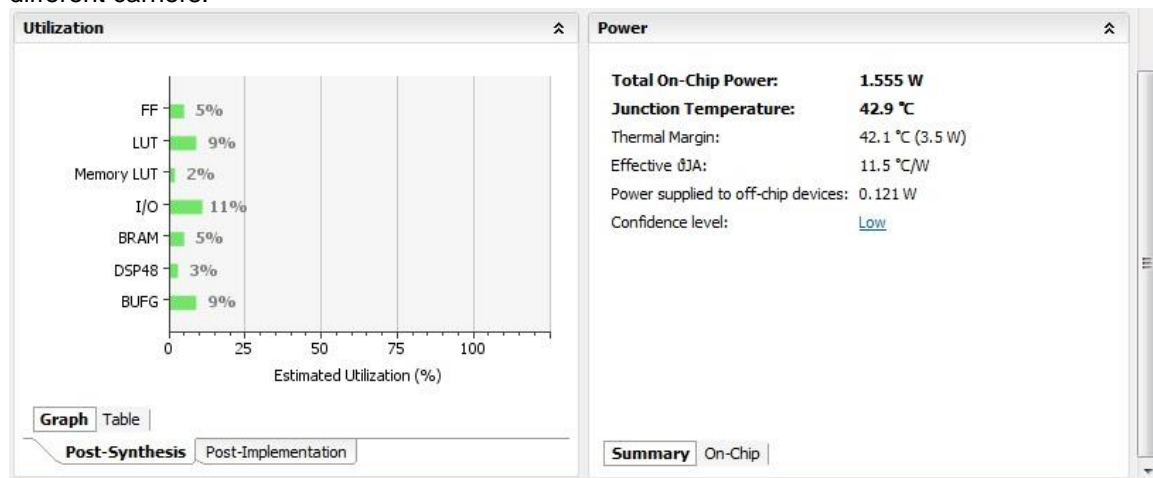 different carriers.
Utilization
FF 5%
LUT 9%
Memory LUT 2%
I/O 11%
BRAM 5%
DSP48 3%
BUFG 9%
0 25 50 75 100
Estimated Utilization (%)
Graph Table
Post-Synthesis Post-Implementation
Power
Total On-Chip Power: 1.555 W
Junction Temperature: 42.9 °C
Thermal Margin: 42.1 °C (3.5 W)
Effective ϑJA: 11.5 °C/W
Power supplied to off-chip devices: 0.121 W
Confidence level: Low
Summary On-Chip